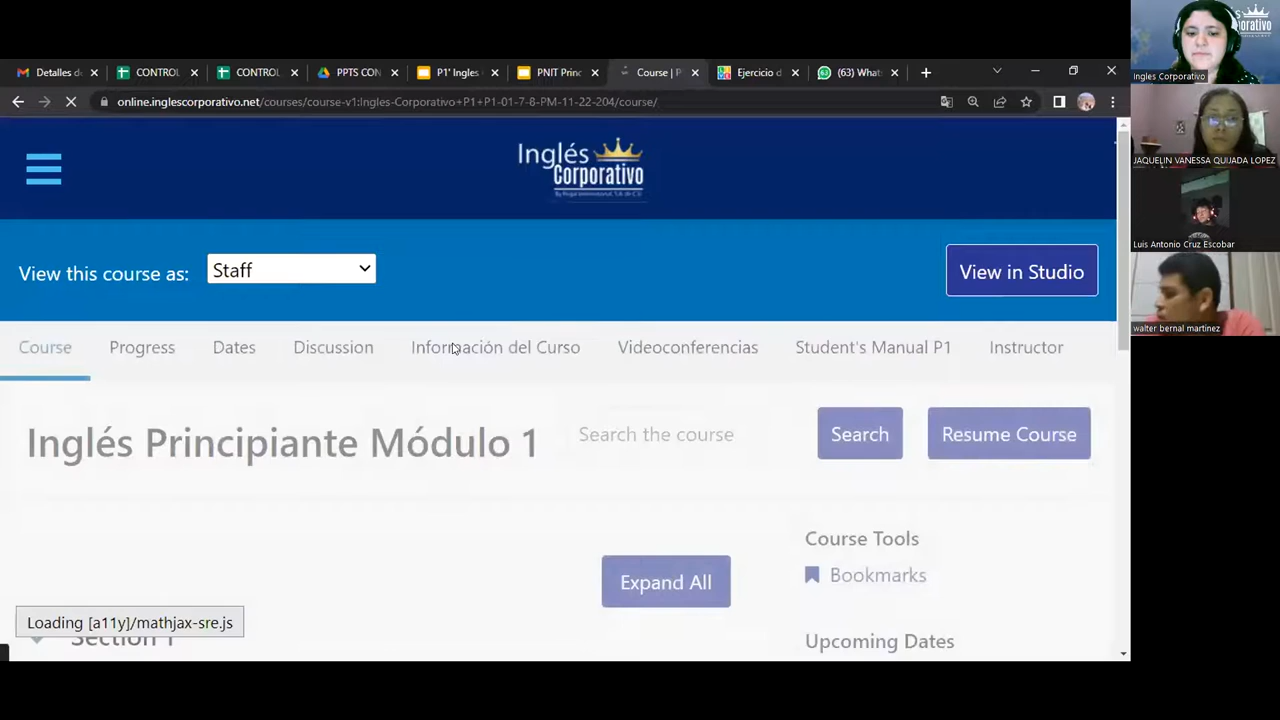 Detalles de
CONTROL
CONTROL
PPTS CON
P1' Ingles
PNIT Princ
Course | P
Ejercicio d
(63) What
online.inglescorporativo.net/courses/course-v1:Ingles-Corporativo+P1+P1-01-7-8-PM-11-22-204/course/
Inglés
Corporativo
View this course as:
Staff
View in Studio
Course
Progress
Dates
Discussion
Información del Curso
Videoconferencias
Student's Manual P1
Instructor
Inglés Principiante Módulo 1
Search the course
Search
Resume Course
Course Tools
Expand All
Bookmarks
Loading [a11y]/mathjax-sre.js
Section 1
Upcoming Dates
Ingles Corporativo
JAQUELIN VANESSA QUIJADA LOPEZ
Luis Antonio Cruz Escobar
walter bernal martinez